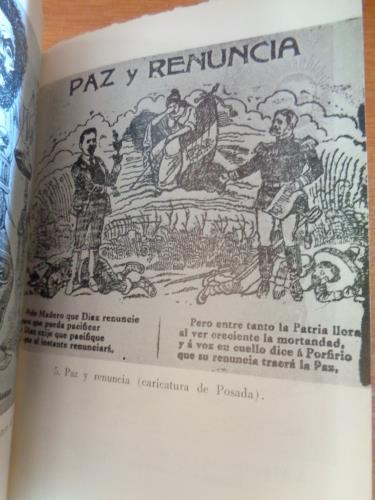 PAZ y RENUNCIA
Madero que Diaz renuncie
que pueda pacificar
Diaz exije que pacifique
al instante renunciará,
Pero entre tanto la Patria llora
al ver creciente la mortandad,
y á voz en cuello dice á Porfirio
que su renuncia traerá la Paz,
5. Paz y renuncia (caricatura de Posada).